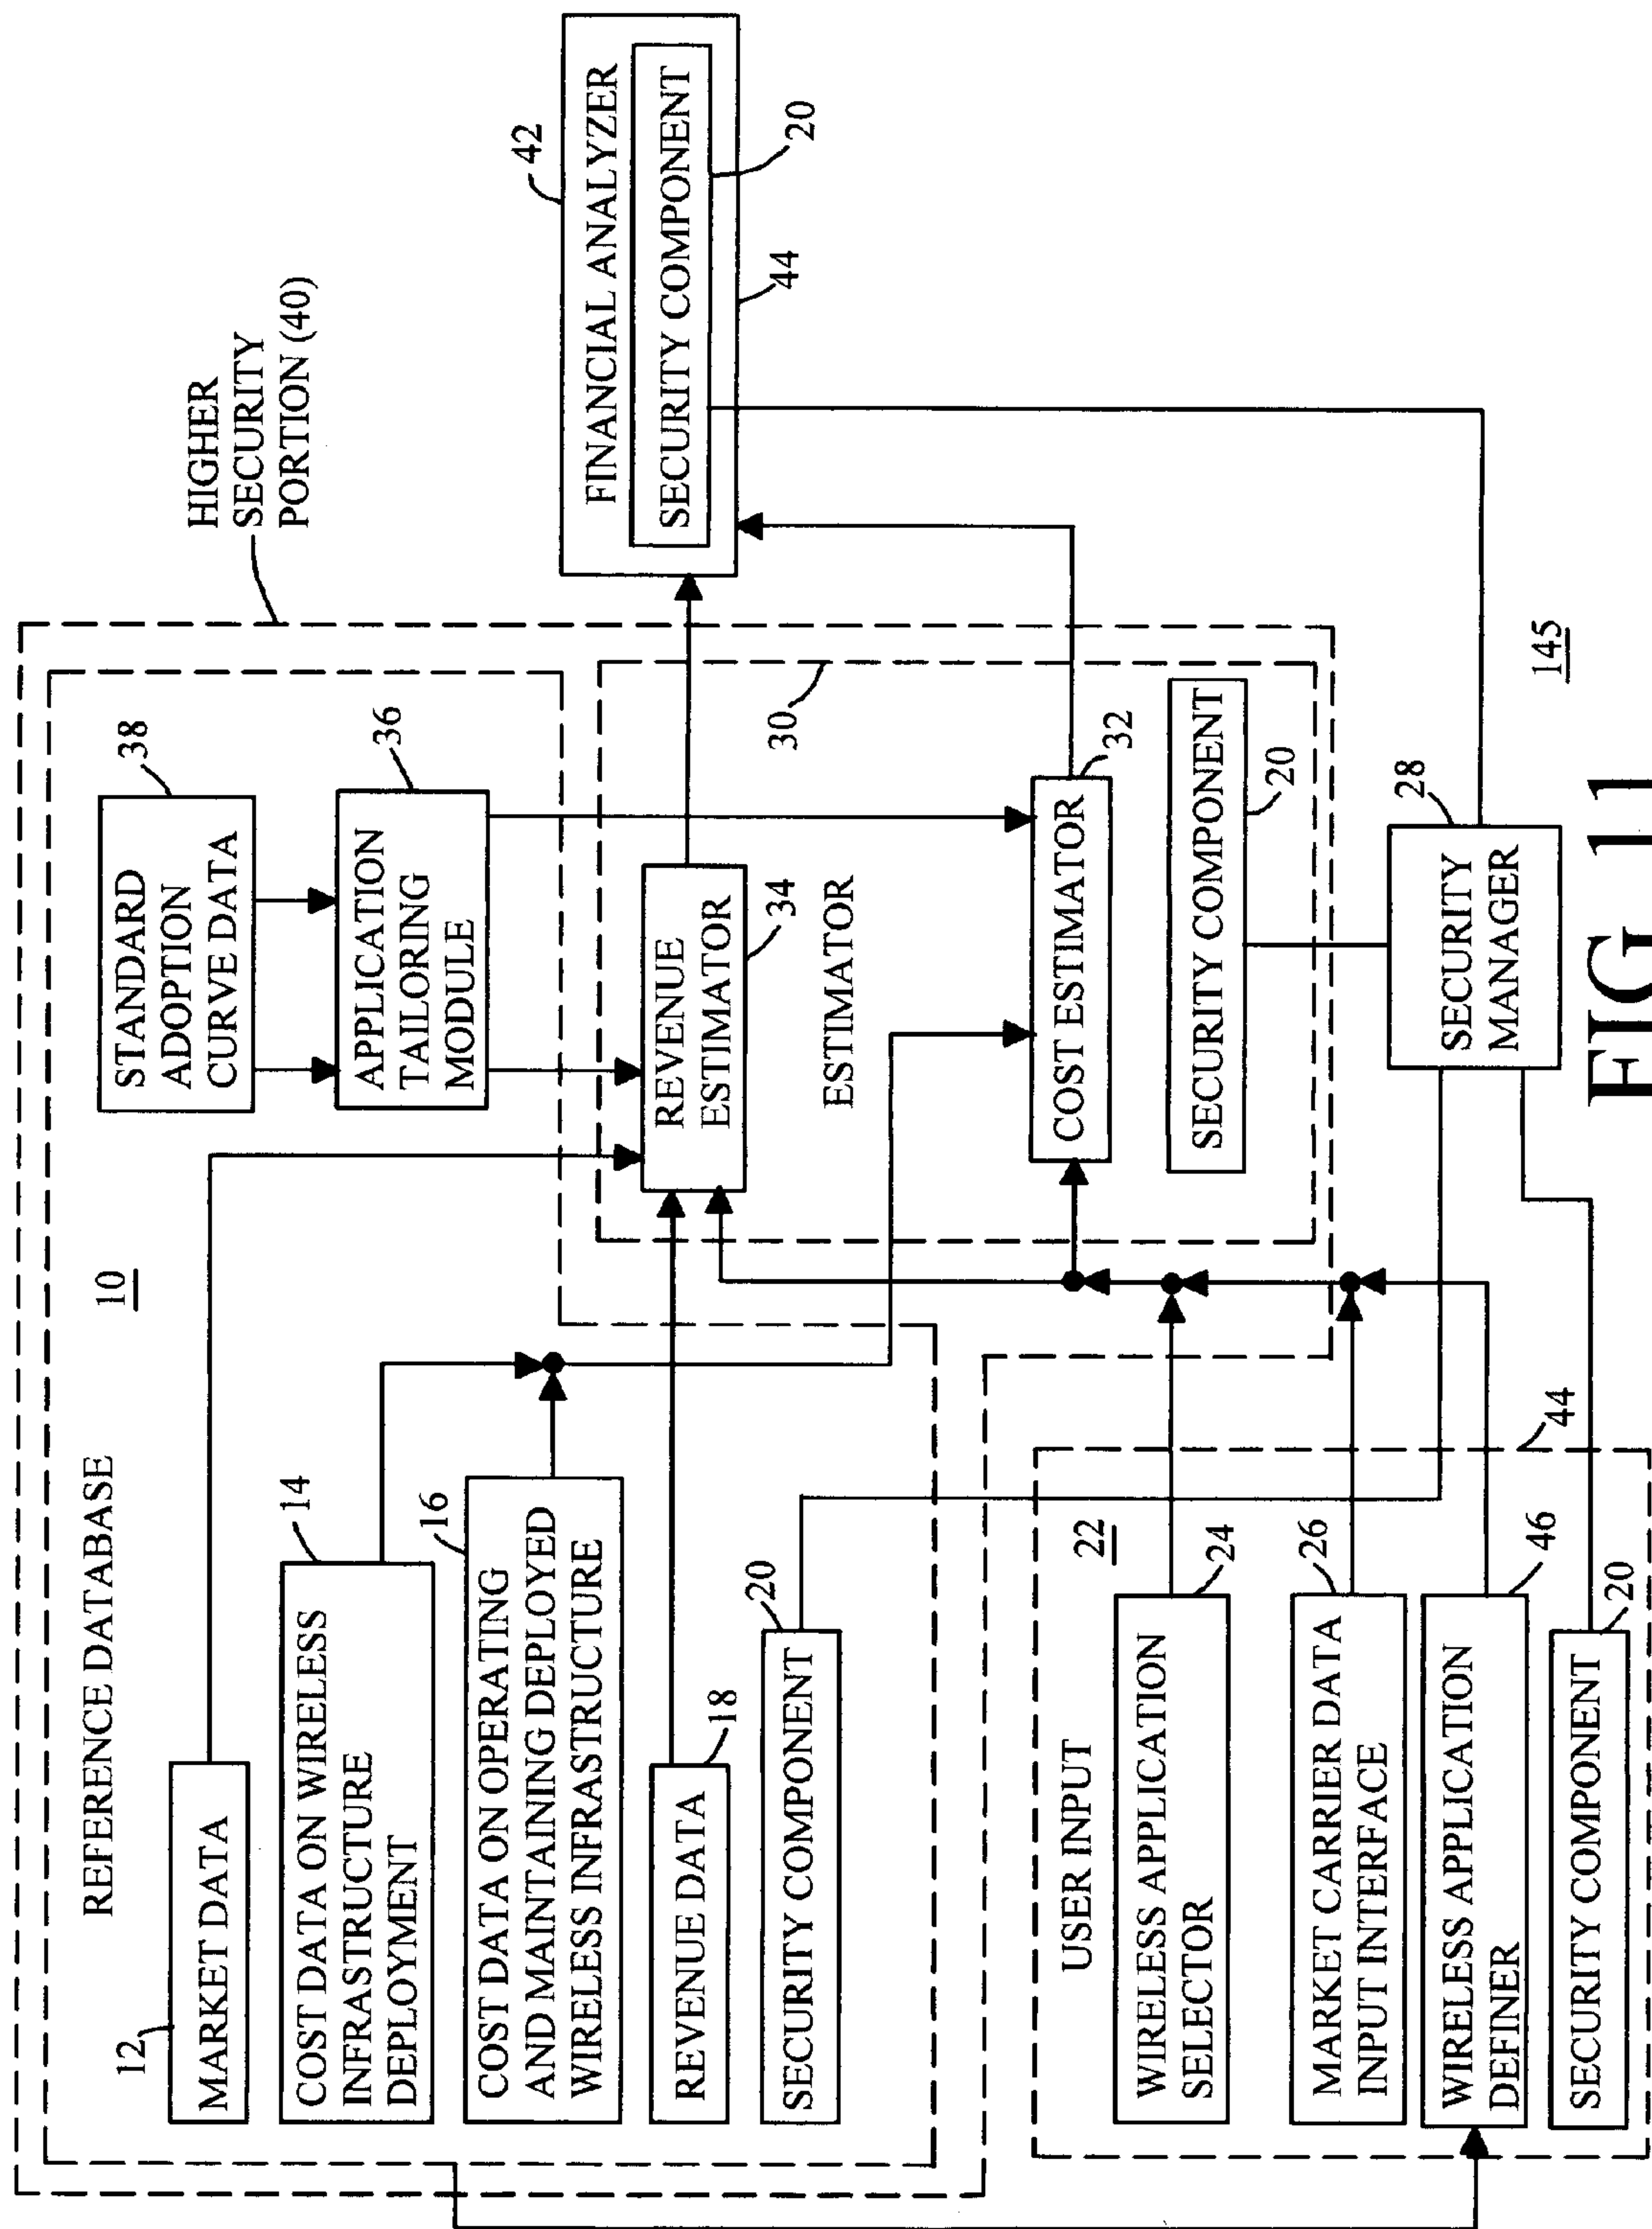 REFERENCE DATABASE
10
12
MARKET DATA
14
COST DATA ON WIRELESS
INFRASTRUCTURE
DEPLOYMENT
16
COST DATA ON OPERATING
AND MAINTAINING DEPLOYED
WIRELESS INFRASTRUCTURE
18
REVENUE DATA
20
SECURITY COMPONENT
38
STANDARD
ADOPTION
CURVE DATA
36
APPLICATION
TAILORING
MODULE
HIGHER
SECURITY
PORTION (40)
30
REVENUE
ESTIMATOR
34
ESTIMATOR
COST ESTIMATOR
32
SECURITY COMPONENT
20
42
FINANCIAL ANALYZER
SECURITY COMPONENT
20
44
USER INPUT
22
WIRELESS APPLICATION
SELECTOR
24
MARKET CARRIER DATA
INPUT INTERFACE
26
WIRELESS APPLICATION
DEFINER
46
SECURITY COMPONENT
20
44
28
SECURITY
MANAGER
145
FIG 11